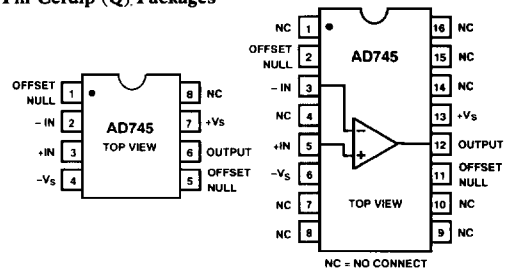 Pin Cerdip (Q) Packages
OFFSET NULL 1
- IN 2
+IN 3
-VS 4
AD745
TOP VIEW
8 NC
7 +VS
6 OUTPUT
5 OFFSET NULL
NC 1
OFFSET NULL 2
- IN 3
NC 4
+IN 5
-VS 6
NC 7
NC 8
AD745
TOP VIEW
16 NC
15 NC
14 NC
13 +VS
12 OUTPUT
11 OFFSET NULL
10 NC
9 NC
NC = NO CONNECT